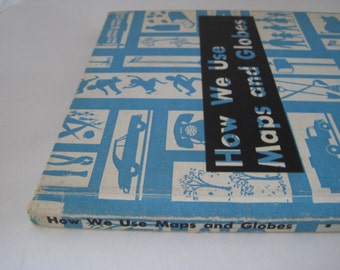 How We Use
Maps and Globes
How We Use Maps and Globes •